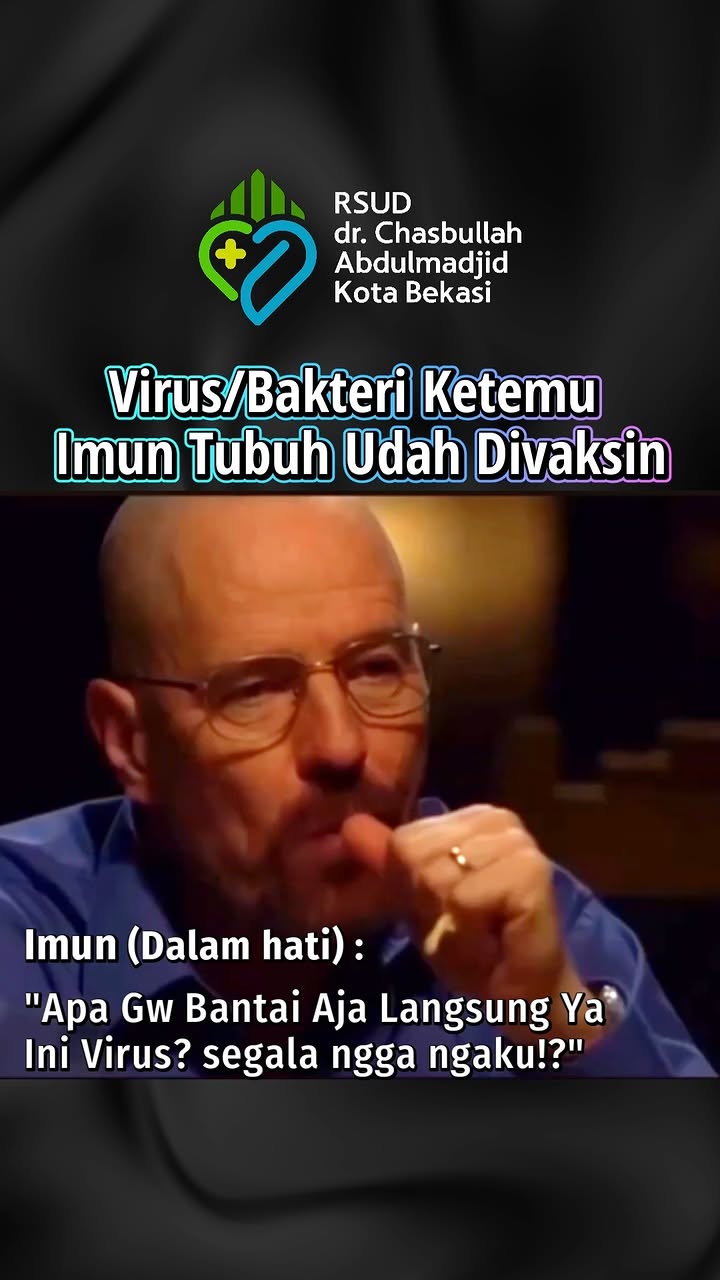 RSUD
dr. Chasbullah
Abdulmadjid
Kota Bekasi
Virus/Bakteri Ketemu
Imun Tubuh Udah Divaksin
Imun (Dalam hati) :
"Apa Gw Bantai Aja Langsung Ya
Ini Virus? segala ngga ngaku!?"